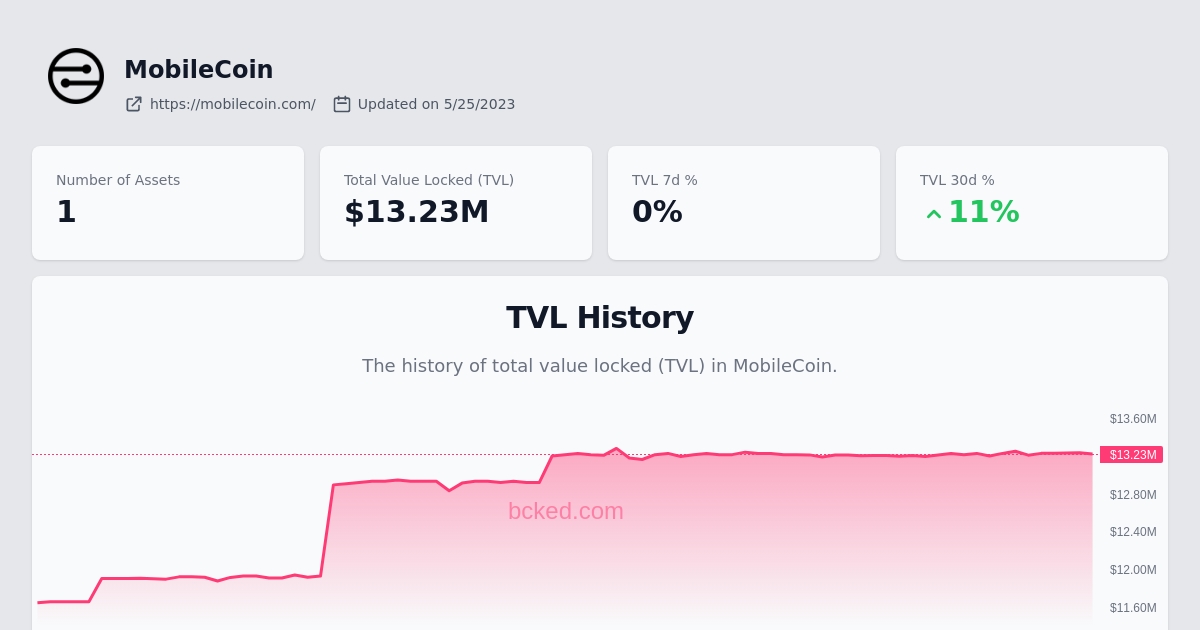 MobileCoin
https://mobilecoin.com/ Updated on 5/25/2023
Number of Assets
1
Total Value Locked (TVL)
$13.23M
TVL 7d %
0%
TVL 30d %
11%
TVL History
The history of total value locked (TVL) in MobileCoin.
$13.60M
$13.23M
$12.80M
$12.40M
$12.00M
$11.60M
bcked.com